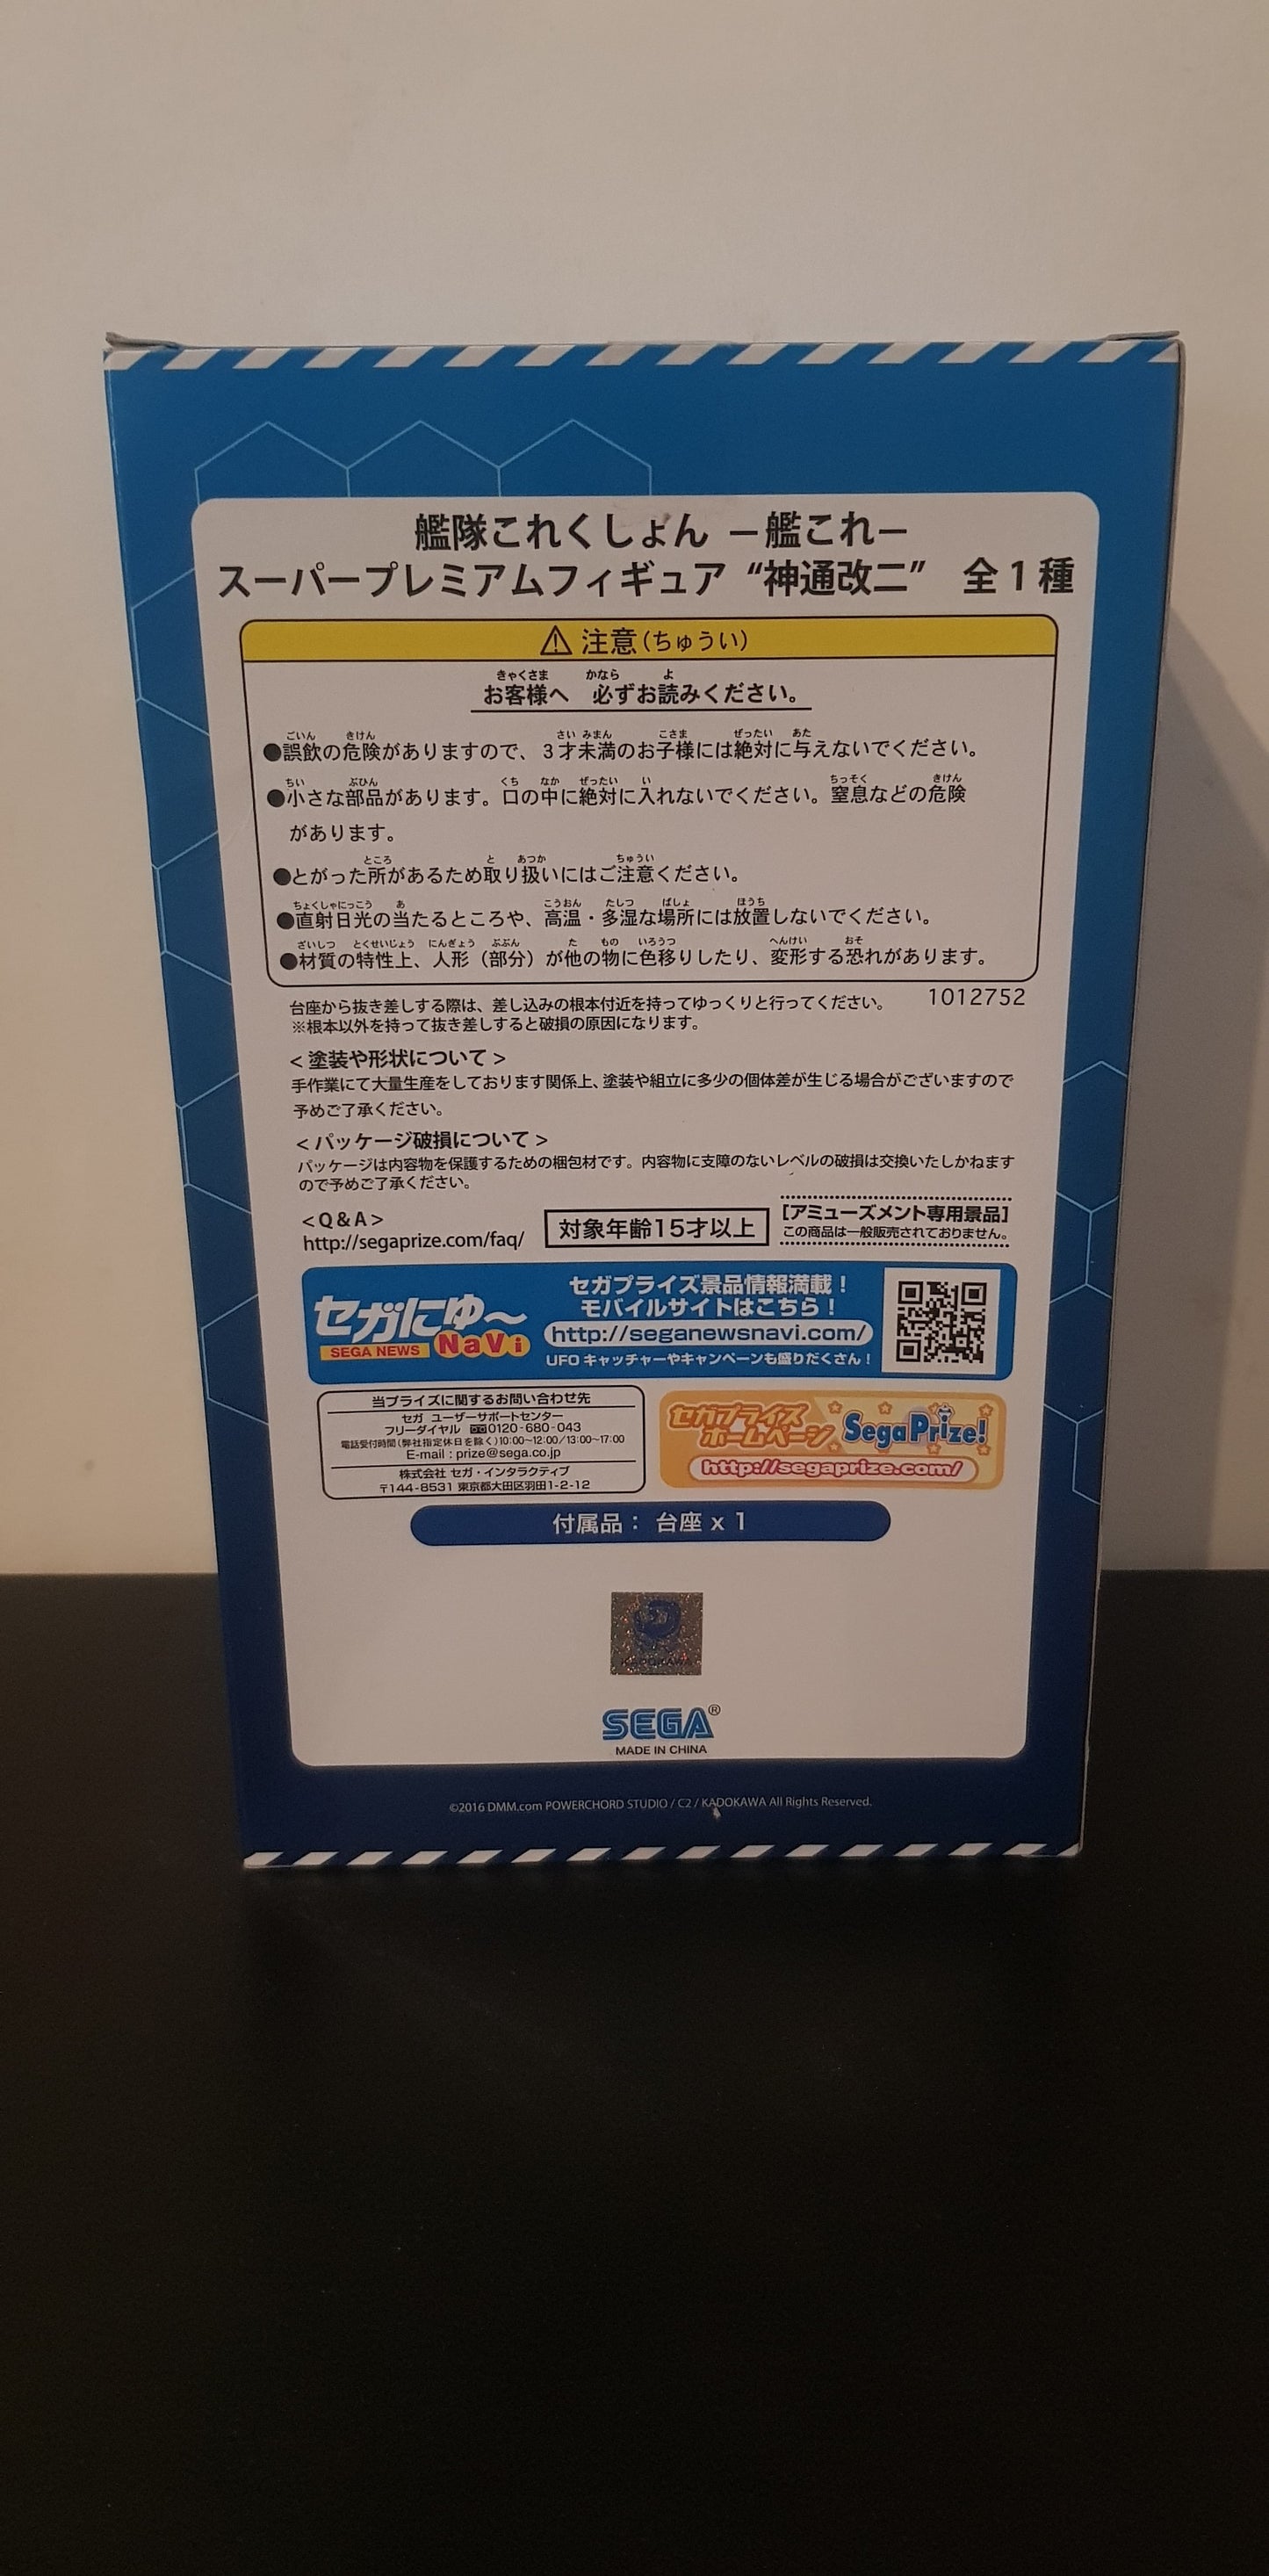 艦隊これくしょん －艦これ－
スーパープレミアムフィギュア “神通改二” 全1種
⚠ 注意(ちゅうい)
お客様へ 必ずお読みください。
●誤飲の危険がありますので、3才未満のお子様には絶対に与えないでください。
●小さな部品があります。口の中に絶対に入れないでください。窒息などの危険
があります。
●とがった所があるため取り扱いにはご注意ください。
●直射日光の当たるところや、高温・多湿な場所には放置しないでください。
●材質の特性上、人形（部分）が他の物に色移りしたり、変形する恐れがあります。
台座から抜き差しする際は、差し込みの根本付近を持ってゆっくりと行ってください。 1012752
※根本以外を持って抜き差しすると破損の原因になります。
＜塗装や形状について＞
手作業にて大量生産をしております関係上、塗装や組立に多少の個体差が生じる場合がございますので
予めご了承ください。
＜パッケージ破損について＞
パッケージは内容物を保護するための梱包材です。内容物に支障のないレベルの破損は交換いたしかねます
ので予めご了承ください。
＜Q&A＞
http://segaprize.com/faq/
対象年齢15才以上
[アミューズメント専用景品]
この商品は一般販売されておりません。
セガにゅ～
SEGA NEWS NaVi
セガプライズ景品情報満載！
モバイルサイトはこちら！
http://seganewsnavi.com/
UFOキャッチャーやキャンペーンも盛りだくさん！
当プライズに関するお問い合わせ先
セガ ユーザーサポートセンター
フリーダイヤル 0120-680-043
電話受付時間(弊社指定休日を除く)10:00~12:00/13:00~17:00
E-mail : prize@sega.co.jp
株式会社 セガ・インタラクティブ
〒144-8531 東京都大田区羽田1-2-12
セガプライズ
ホームページ
SegaPrize!
http://segaprize.com/
付属品： 台座 x 1
KADOKAWA
SEGA®
MADE IN CHINA
©2016 DMM.com POWERCHORD STUDIO / C2 / KADOKAWA All Rights Reserved.